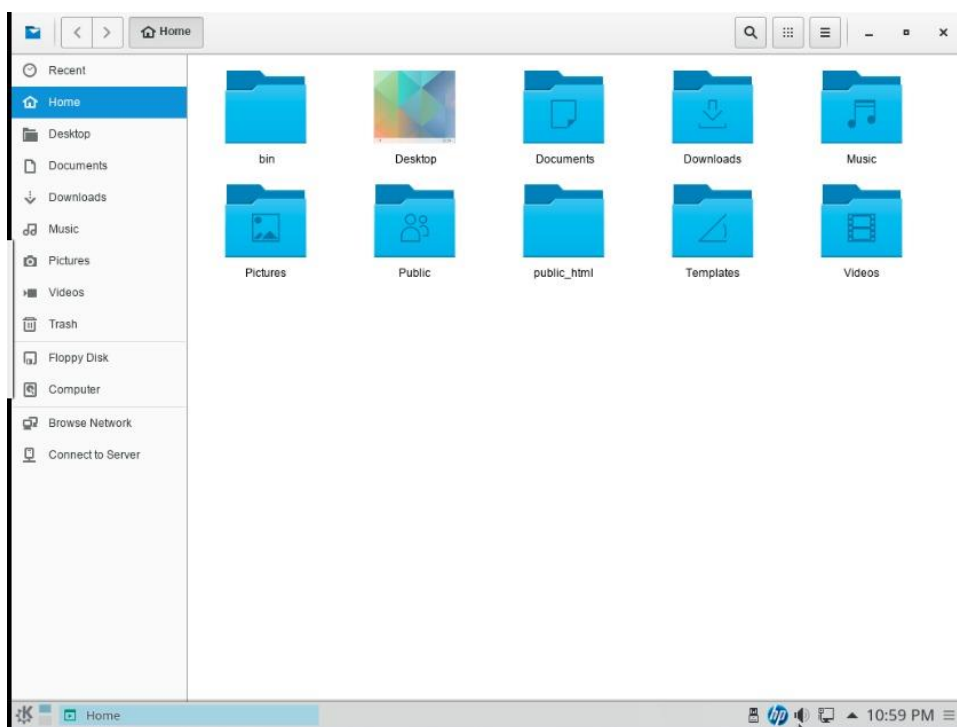 Home
Recent
Home
Desktop
Documents
Downloads
Music
Pictures
Videos
Trash
Floppy Disk
Computer
Browse Network
Connect to Server
bin Desktop Documents Downloads Music
Pictures Public public_html Templates Videos
Home
hp
10:59 PM